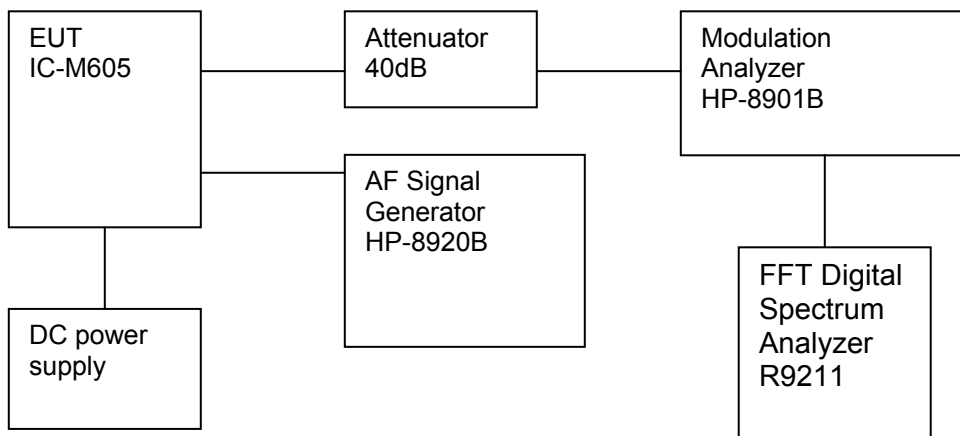 EUT
IC-M605
Attenuator
40dB
Modulation
Analyzer
HP-8901B
AF Signal
Generator
HP-8920B
DC power
supply
FFT Digital
Spectrum
Analyzer
R9211